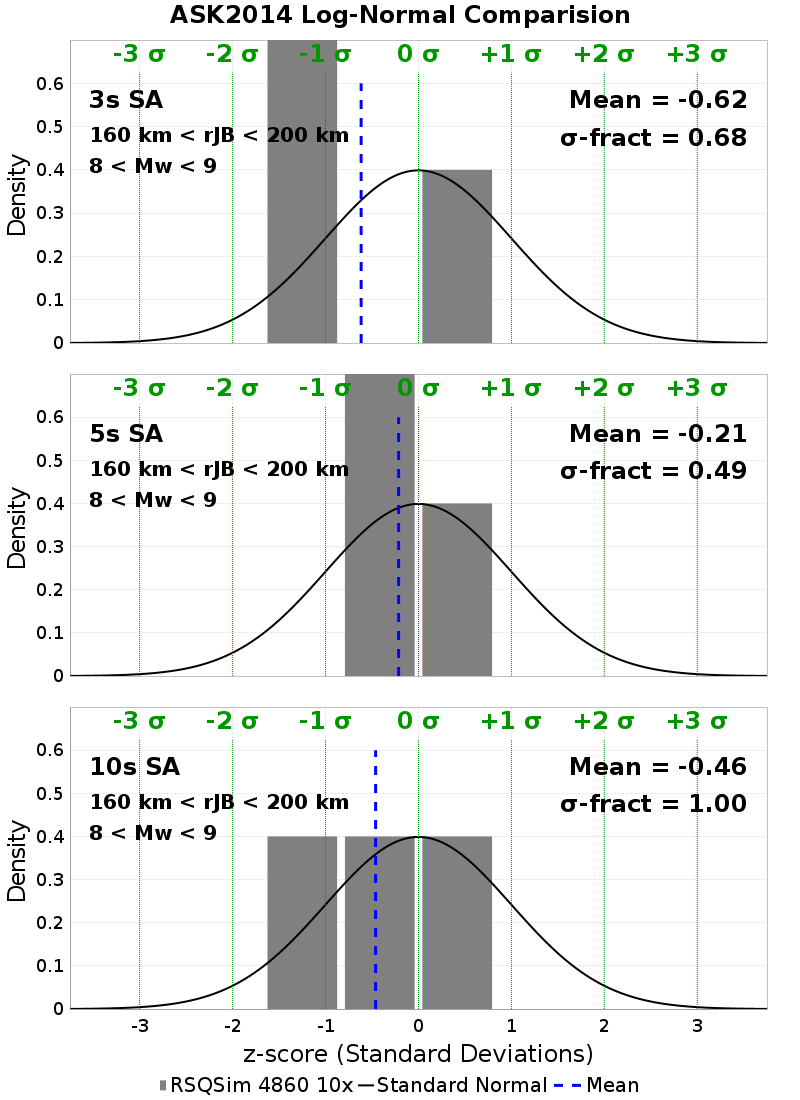 ASK2014 Log-Normal Comparision
-3 σ -2 σ -1 σ 0 σ +1 σ +2 σ +3 σ
3s SA
160 km < rJB < 200 km
8 < Mw < 9
Mean = -0.62
σ-fract = 0.68
Density
0.6
0.5
0.4
0.3
0.2
0.1
0
-3 σ -2 σ -1 σ 0 σ +1 σ +2 σ +3 σ
5s SA
160 km < rJB < 200 km
8 < Mw < 9
Mean = -0.21
σ-fract = 0.49
Density
0.6
0.5
0.4
0.3
0.2
0.1
0
-3 σ -2 σ -1 σ 0 σ +1 σ +2 σ +3 σ
10s SA
160 km < rJB < 200 km
8 < Mw < 9
Mean = -0.46
σ-fract = 1.00
Density
0.6
0.5
0.4
0.3
0.2
0.1
0
-3 -2 -1 0 1 2 3
z-score (Standard Deviations)
RSQSim 4860 10x Standard Normal Mean